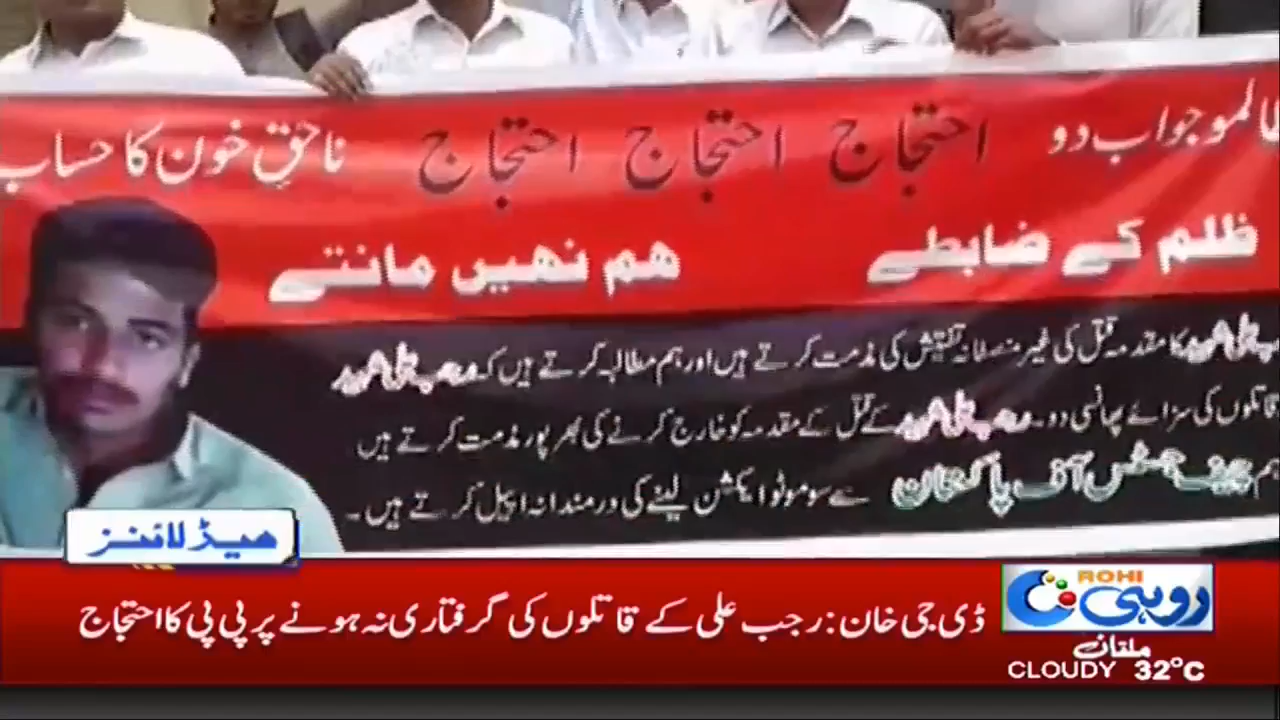 ظالمو جواب دو احتجاج احتجاج احتجاج ناحق خون کا حساب
ظلم کے ضابطے ہم نہیں مانتے
کا مقدمہ قتل کی غیر منصفانہ تفتیش کی مذمت کرتے ہیں اور ہم مطالبہ کرتے ہیں کہ
قاتلوں کی سزائے پھانسی دو۔ کے قتل کے مقدمہ کو خارج کرنے کی بھرپور مذمت کرتے ہیں
ہم چیف جسٹس آف پاکستان سے سوموٹو ایکشن لینے کی درمندانہ اپیل کرتے ہیں۔
ہیڈلائنز
ڈی جی خان: رجب علی کے قاتلوں کی گرفتاری نہ ہونے پر پی پی کا احتجاج
ROHI
روہی
ملتان
CLOUDY 32°C